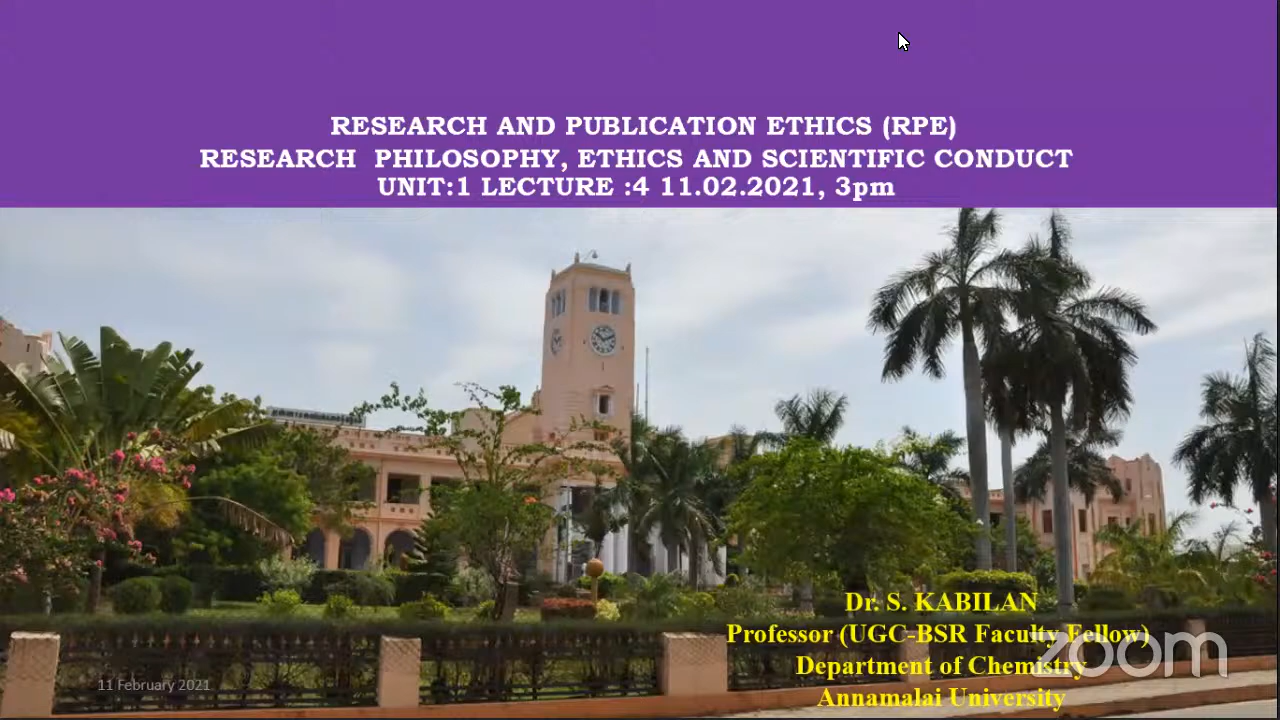 RESEARCH AND PUBLICATION ETHICS (RPE)
RESEARCH PHILOSOPHY, ETHICS AND SCIENTIFIC CONDUCT
UNIT:1 LECTURE :4 11.02.2021, 3pm
Dr. S. KABILAN
Professor (UGC-BSR Faculty Fellow)
Department of Chemistry
Annamalai University
zoom
11 February 2021